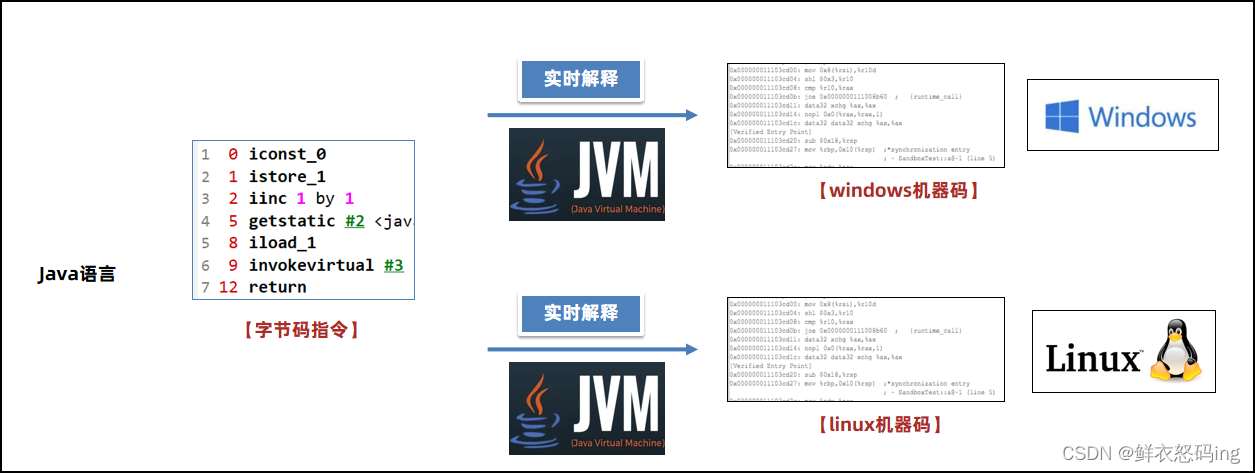 Java语言
1 0 iconst_0
2 1 istore_1
3 2 iinc 1 by 1
4 5 getstatic #2 <jav
5 8 iload_1
6 9 invokevirtual #3
7 12 return
【字节码指令】
实时解释
JVM
(Java Virtual Machine)
0x000000011103cd00: mov 0x8(%rsi),%r10d
0x000000011103cd04: shl $0x3,%r10
0x000000011103cd08: cmp %r10,%rax
0x000000011103cd0b: jne 0x0000000111008b60 ; {runtime_call}
0x000000011103cd11: data32 xchg %ax,%ax
0x000000011103cd14: nopl 0x0(%rax,%rax,1)
0x000000011103cd1c: data32 data32 xchg %ax,%ax
[Verified Entry Point]
0x000000011103cd20: sub $0x18,%rsp
0x000000011103cd27: mov %rbp,0x10(%rsp) ;*synchronization entry
; - SandboxTest::a@-1 (line 5)
【windows机器码】
Windows
实时解释
JVM
(Java Virtual Machine)
0x000000011103cd00: mov 0x8(%rsi),%r10d
0x000000011103cd04: shl $0x3,%r10
0x000000011103cd08: cmp %r10,%rax
0x000000011103cd0b: jne 0x0000000111008b60 ; {runtime_call}
0x000000011103cd11: data32 xchg %ax,%ax
0x000000011103cd14: nopl 0x0(%rax,%rax,1)
0x000000011103cd1c: data32 data32 xchg %ax,%ax
[Verified Entry Point]
0x000000011103cd20: sub $0x18,%rsp
0x000000011103cd27: mov %rbp,0x10(%rsp) ;*synchronization entry
; - SandboxTest::a@-1 (line 5)
【linux机器码】
Linux™
CSDN @鲜衣怒码ing